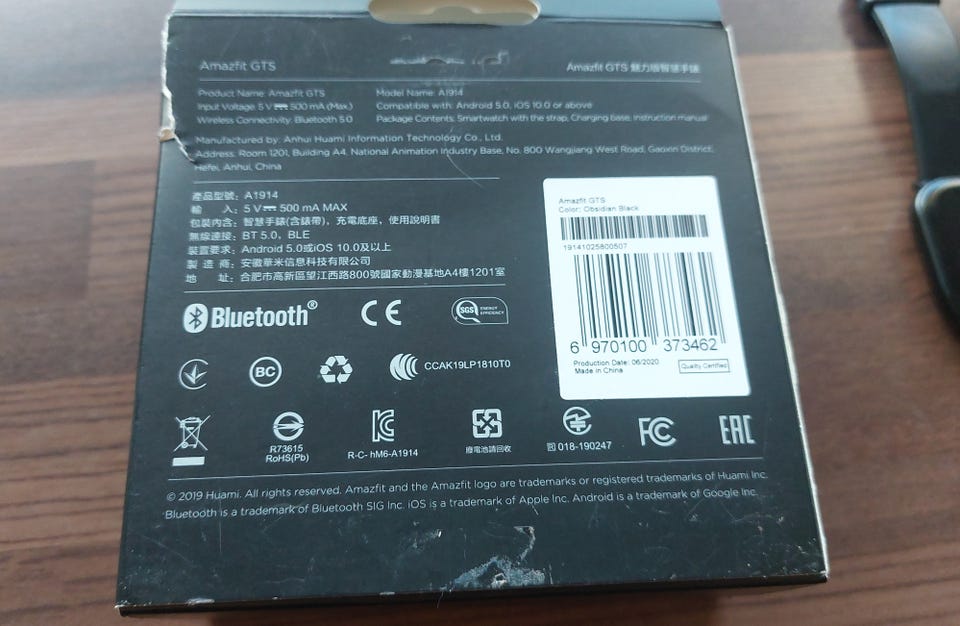 Amazfit GTS
Amazfit GTS 魅力版智慧手錶
Product Name: Amazfit GTS
Model Name: A1914
Input Voltage: 5 V⎓ 500 mA (Max.)
Compatible with: Android 5.0, iOS 10.0 or above
Wireless Connectivity: Bluetooth 5.0
Package Contents: Smartwatch with the strap, Charging base, Instruction manual
Manufactured by: Anhui Huami Information Technology Co., Ltd.
Address: Room 1201, Building A4, National Animation Industry Base, No. 800 Wangjiang West Road, Gaoxin District,
Hefei, Anhui, China
產品型號: A1914
輸 入: 5 V⎓ 500 mA MAX
包裝內含: 智慧手錶(含錶帶),充電底座,使用說明書
無線連接: BT 5.0, BLE
裝置要求: Android 5.0或iOS 10.0及以上
製 造 商: 安徽華米信息科技有限公司
地 址: 合肥市高新區望江西路800號國家動漫基地A4樓1201室
Amazfit GTS
Color: Obsidian Black
19141025800507
6 970100 373462
Production Date: 06/2020
Made in China
Quality Certified
Bluetooth®
CE
SGS ENERGY EFFICIENCY
BC
CCAK19LP1810T0
R73615
RoHS(Pb)
R-C- hM6-A1914
廢電池請回收
R 018-190247
FC
EAC
© 2019 Huami. All rights reserved. Amazfit and the Amazfit logo are trademarks or registered trademarks of Huami Inc.
Bluetooth is a trademark of Bluetooth SIG Inc. iOS is a trademark of Apple Inc. Android is a trademark of Google Inc.